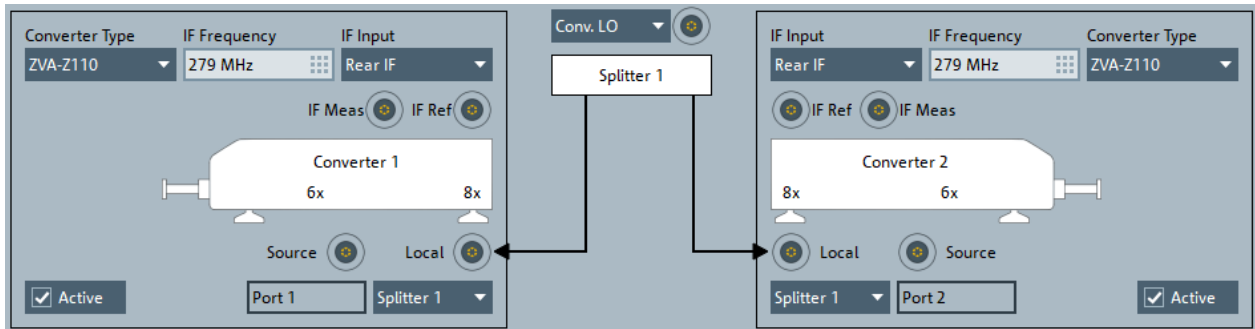 Conv. LO
Converter Type IF Frequency IF Input
ZVA-Z110 279 MHz Rear IF
IF Meas IF Ref
Converter 1
6x 8x
Source Local
Active Port 1 Splitter 1
Splitter 1
IF Input IF Frequency Converter Type
Rear IF 279 MHz ZVA-Z110
IF Ref IF Meas
Converter 2
8x 6x
Local Source
Splitter 1 Port 2 Active